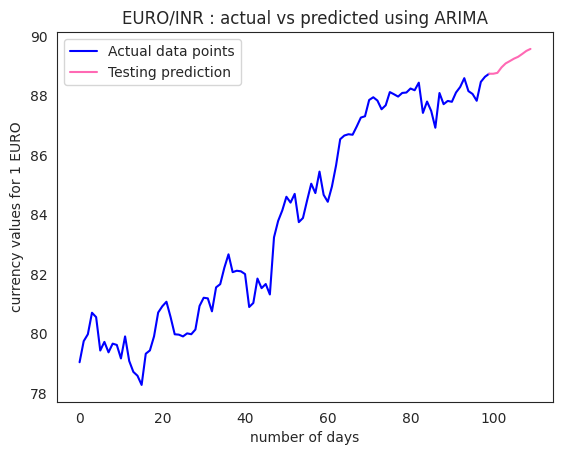 EURO/INR : actual vs predicted using ARIMA
Actual data points
Testing prediction
currency values for 1 EURO
90
88
86
84
82
80
78
0 20 40 60 80 100
number of days